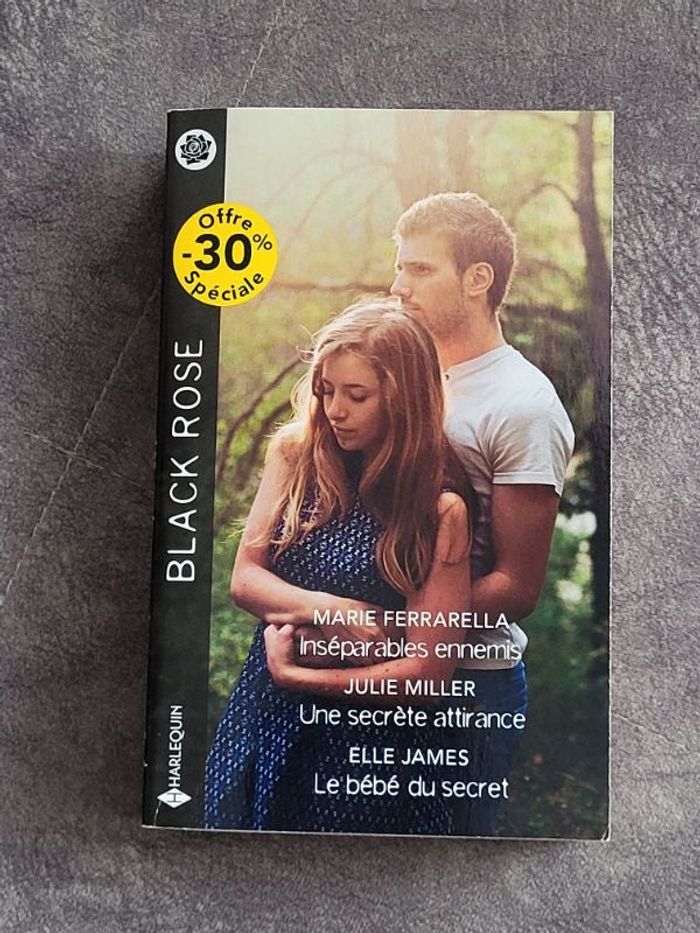 Offre
-30%
Spéciale
BLACK ROSE
HARLEQUIN
MARIE FERRARELLA
Inséparables ennemis
JULIE MILLER
Une secrète attirance
ELLE JAMES
Le bébé du secret